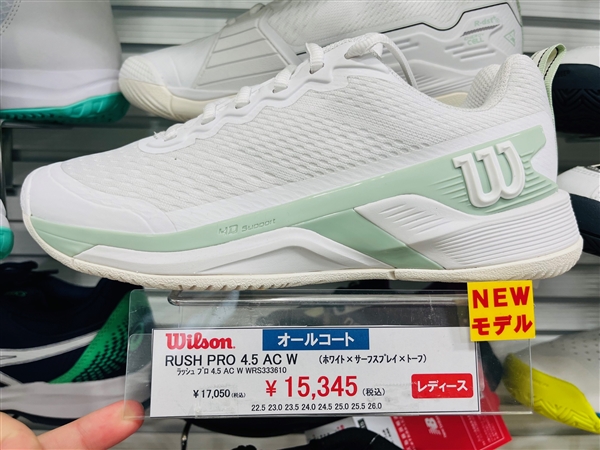 4D Support
W
NEW
モデル
Wilson.
オールコート
RUSH PRO 4.5 AC W (ホワイト×サーフスプレイ×トーフ)
ラッシュ プロ 4.5 AC W WRS333610
¥17,050(税込) ¥15,345(税込) レディース
22.5 23.0 23.5 24.0 24.5 25.0 25.5 26.0